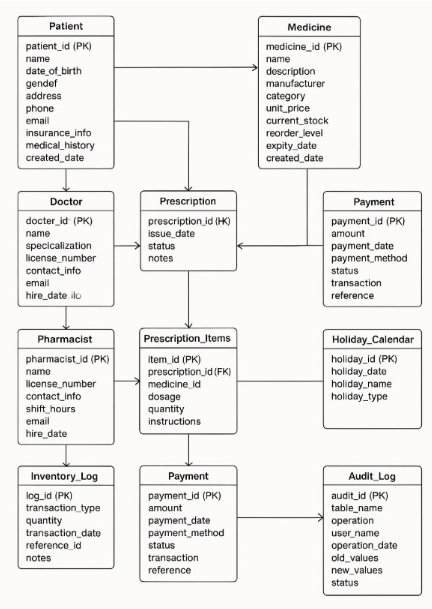 Patient
patient_id (PK)
name
date_of_birth
gendef
address
phone
email
insurance_info
medical_history
created_date
Medicine
medicine_id (PK)
name
description
manufacturer
category
unit_price
current_stock
reorder_level
expity_date
created_date
Doctor
docter_id (PK)
name
specicalization
license_number
contact_info
email
hire_date
Prescription
prescription_id
issue_date
status
notes
Payment
payment_id (PK)
amount
payment_date
payment_method
status
transaction
reference
Pharmacist
pharmacist_id (PK)
name
license_number
contact_info
shift_hours
email
hire_date
Prescription_Items
item_id (PK)
prescription_id(FK)
medicine_id
dosage
quantity
instructions
Holiday_Calendar
holiday_id (PK)
holiday_date
holiday_name
holiday_type
Inventory_Log
log_id (PK)
transaction_type
quantity
transaction_date
reference_id
notes
Payment
payment_id (PK)
amount
payment_date
payment_method
status
transaction
reference
Audit_Log
audit_id (PK)
table_name
operation
user_name
operation_date
old_values
new_values
status